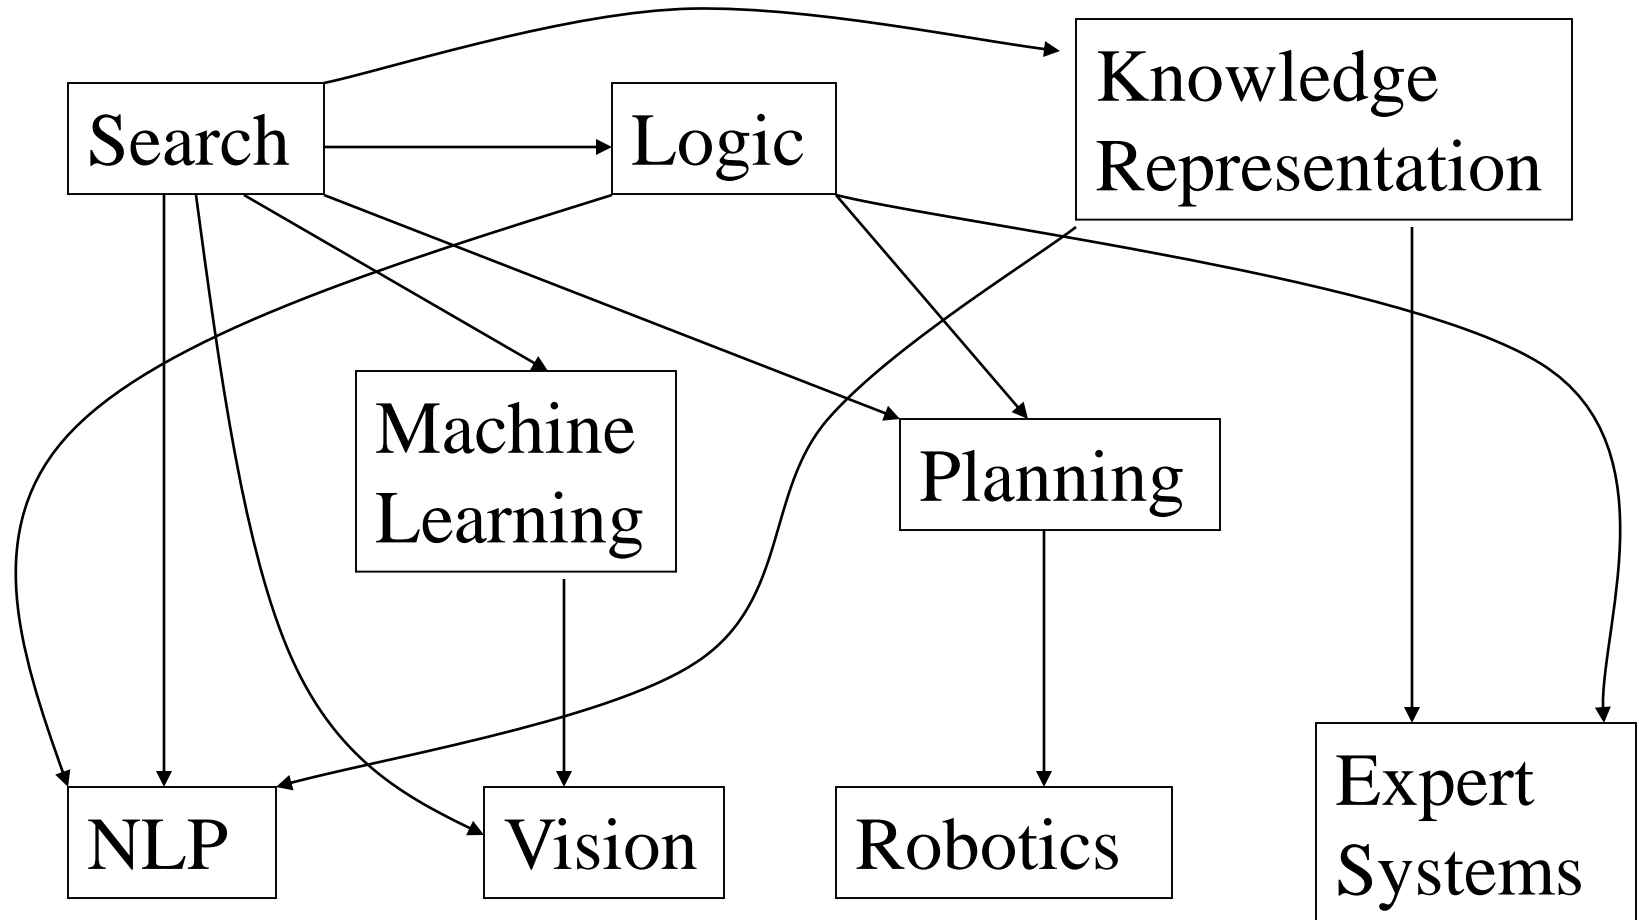 Search
Logic
Knowledge
Representation
Machine
Learning
Planning
NLP
Vision
Robotics
Expert
Systems